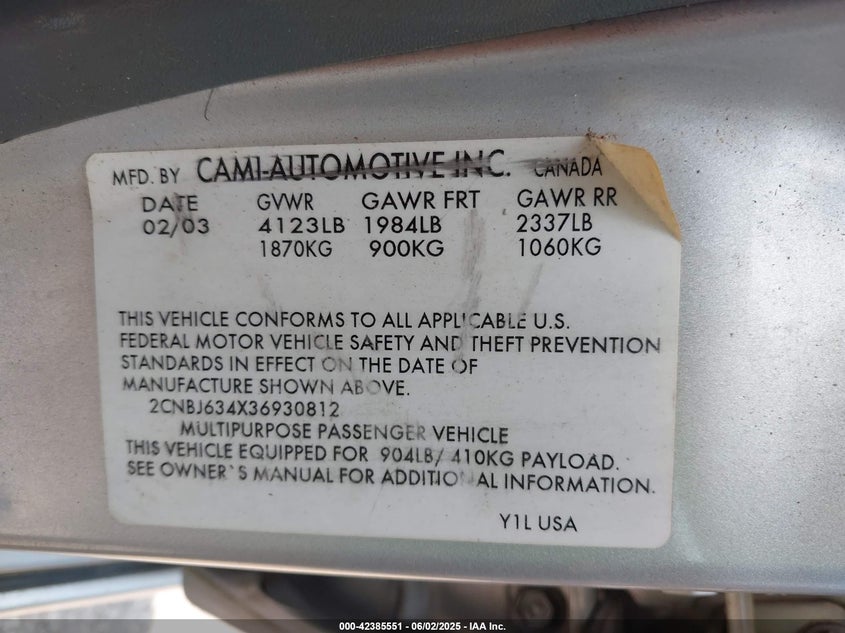 MFD. BY CAMI-AUTOMOTIVE INC. CANADA
DATE GVWR GAWR FRT GAWR RR
02/03 4123LB 1984LB 2337LB
1870KG 900KG 1060KG
THIS VEHICLE CONFORMS TO ALL APPLICABLE U.S.
FEDERAL MOTOR VEHICLE SAFETY AND THEFT PREVENTION
STANDARDS IN EFFECT ON THE DATE OF
MANUFACTURE SHOWN ABOVE.
2CNBJ634X36930812
MULTIPURPOSE PASSENGER VEHICLE
THIS VEHICLE EQUIPPED FOR 904LB/ 410KG PAYLOAD.
SEE OWNER`S MANUAL FOR ADDITIONAL INFORMATION.
Y1L USA
000-42385551 | 06/02/2025 - IAA Inc.